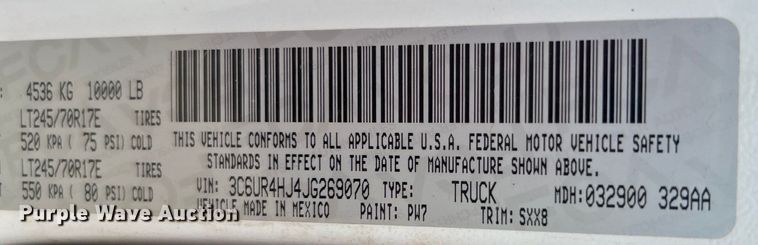 4536 KG 10000 LB
LT245/70R17E TIRES
520 KPA ( 75 PSI) COLD
LT245/70R17E TIRES
550 KPA ( 80 PSI) COLD
THIS VEHICLE CONFORMS TO ALL APPLICABLE U.S.A. FEDERAL MOTOR VEHICLE SAFETY
STANDARDS IN EFFECT ON THE DATE OF MANUFACTURE SHOWN ABOVE.
VIN: 3C6UR4HJ4JG269070 TYPE: TRUCK MDH:032900 329AA
VEHICLE MADE IN MEXICO PAINT: PW7 TRIM: SXX8
Purple Wave Auction